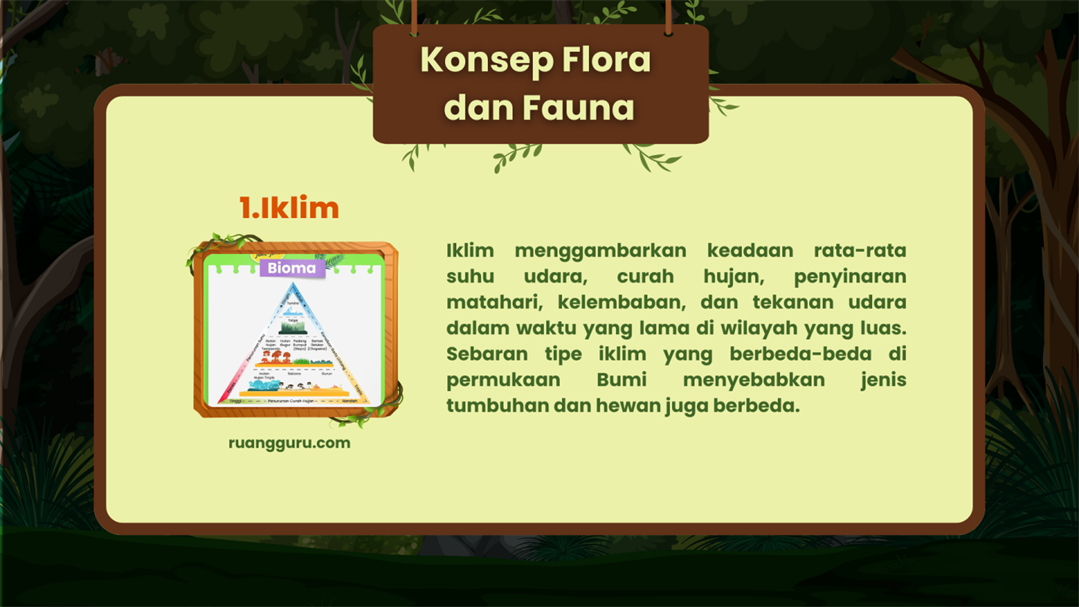 Konsep Flora
dan Fauna
1.Iklim
Bioma
Iklim menggambarkan keadaan rata-rata
suhu udara, curah hujan, penyinaran
matahari, kelembaban, dan tekanan udara
dalam waktu yang lama di wilayah yang luas.
Sebaran tipe iklim yang berbeda-beda di
permukaan Bumi menyebabkan jenis
tumbuhan dan hewan juga berbeda.
ruangguru.com